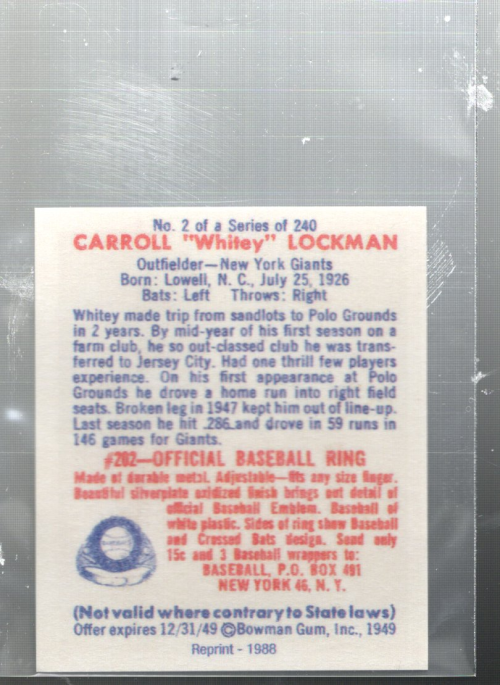 No. 2 of a Series of 240
CARROLL "Whitey" LOCKMAN
Outfielder—New York Giants
Born: Lowell, N. C., July 25, 1926
Bats: Left Throws: Right
Whitey made trip from sandlots to Polo Grounds
in 2 years. By mid-year of his first season on a
farm club, he so out-classed club he was trans-
ferred to Jersey City. Had one thrill few players
experience. On his first appearance at Polo
Grounds he drove a home run into right field
seats. Broken leg in 1947 kept him out of line-up.
Last season he hit .286 and drove in 59 runs in
146 games for Giants.
#202—OFFICIAL BASEBALL RING
Made of durable metal. Adjustable—fits any size finger.
Beautiful silverplate oxidized finish brings out detail of
official Baseball Emblem. Baseball of
white plastic. Sides of ring show Baseball
and Crossed Bats design. Send only
15c and 3 Baseball wrappers to:
BASEBALL, P.O. BOX 491
NEW YORK 46, N. Y.
(Not valid where contrary to State laws)
Offer expires 12/31/49 ©Bowman Gum, Inc., 1949
Reprint - 1988